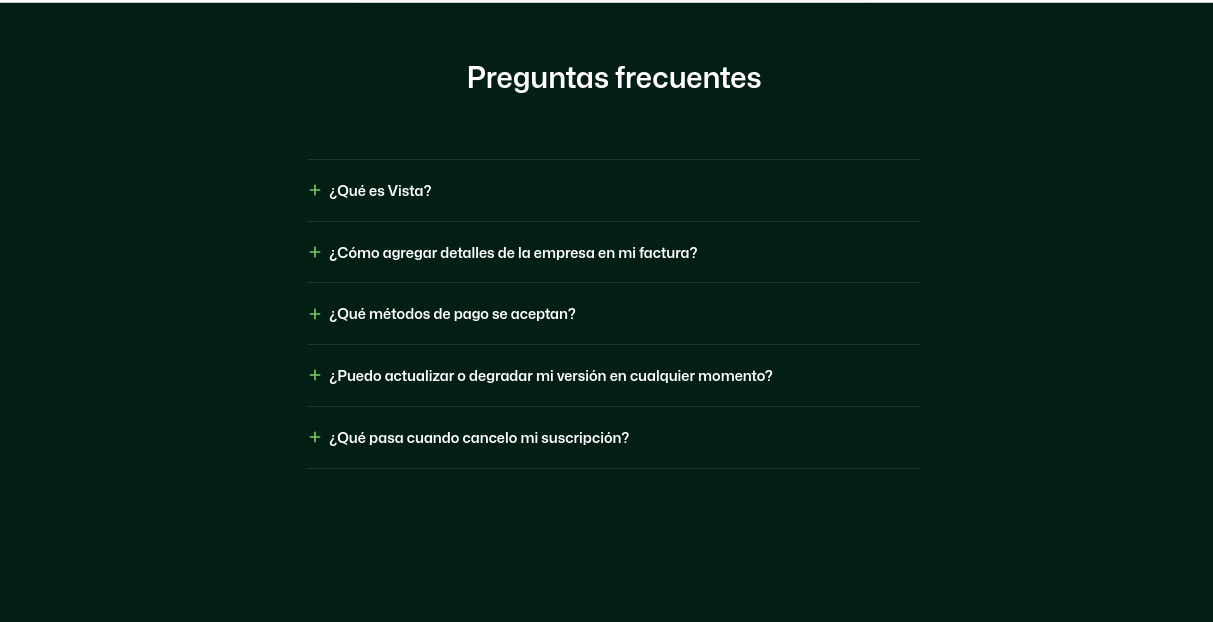 Preguntas frecuentes
¿Qué es Vista?
¿Cómo agregar detalles de la empresa en mi factura?
¿Qué métodos de pago se aceptan?
¿Puedo actualizar o degradar mi versión en cualquier momento?
¿Qué pasa cuando cancelo mi suscripción?